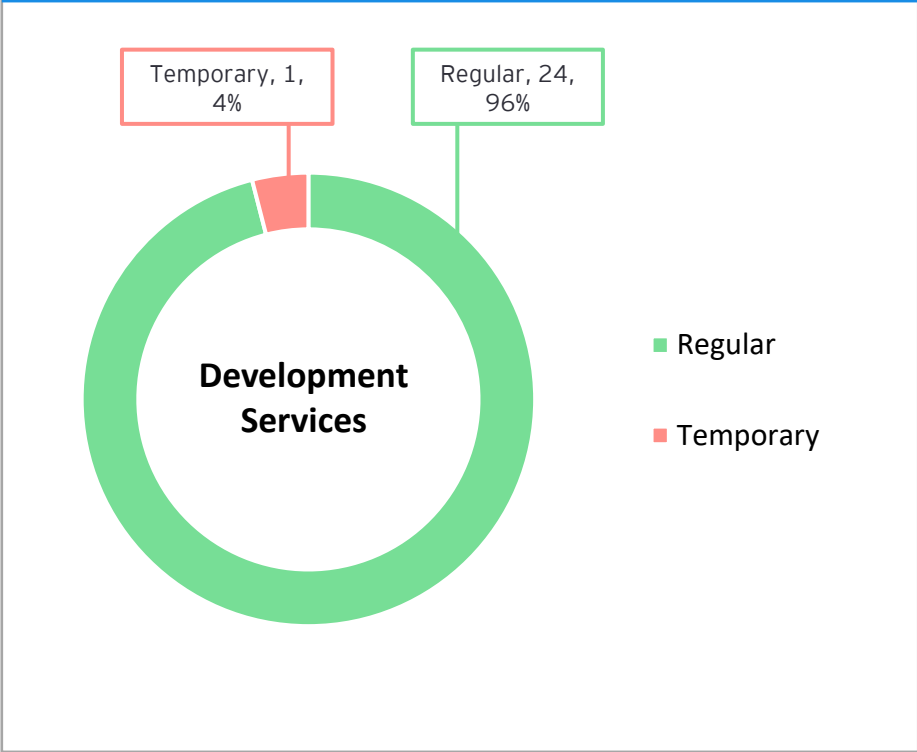 Temporary, 1,
4%
Regular, 24,
96%
Development
Services
Regular
Temporary